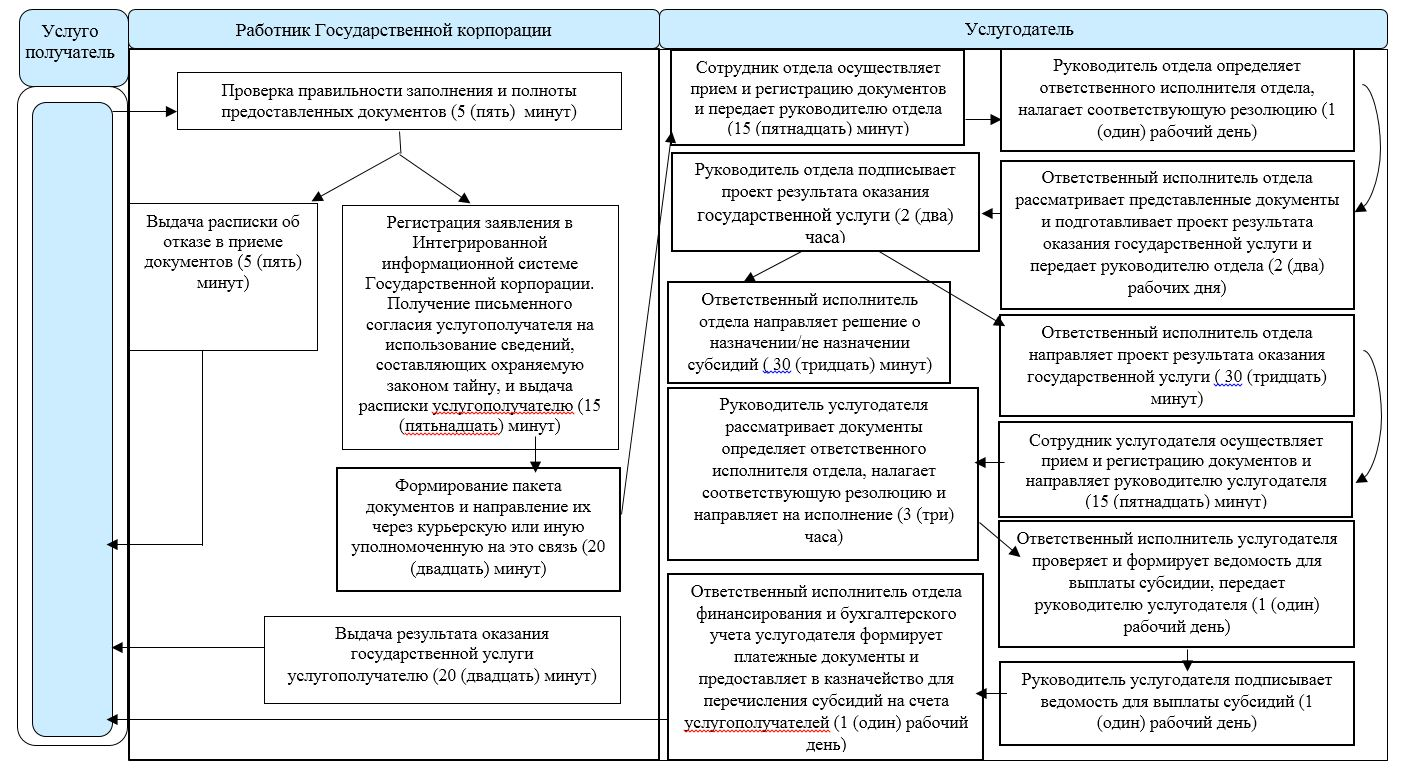 Услуго
получатель
Работник Государственной корпорации
Услугодатель
Проверка правильности заполнения и полноты
предоставленных документов (5 (пять) минут)
Выдача расписки об
отказе в приеме
документов (5 (пять)
минут)
Регистрация заявления в
Интегрированной
информационной системе
Государственной корпорации.
Получение письменного
согласия услугополучателя на
использование сведений,
составляющих охраняемую
законом тайну, и выдача
расписки услугополучателю (15
(пятьнадцать) минут)
Формирование пакета
документов и направление их
через курьерскую или иную
уполномоченную на это связь (20
(двадцать) минут)
Выдача результата оказания
государственной услуги
услугополучателю (20 (двадцать) минут)
Сотрудник отдела осуществляет
прием и регистрацию документов
и передает руководителю отдела
(15 (пятнадцать) минут)
Руководитель отдела определяет
ответственного исполнителя отдела,
налагает соответствующую резолюцию (1
(один) рабочий день)
Руководитель отдела подписывает
проект результата оказания
государственной услуги (2 (два)
часа)
Ответственный исполнитель отдела
рассматривает представленные документы
и подготавливает проект результата
оказания государственной услуги и
передает руководителю отдела (2 (два)
рабочих дня)
Ответственный исполнитель
отдела направляет решение о
назначении/не назначении
субсидий ( 30 (тридцать) минут)
Ответственный исполнитель отдела
направляет проект результата оказания
государственной услуги ( 30 (тридцать)
минут)
Руководитель услугодателя
рассматривает документы
определяет ответственного
исполнителя отдела, налагает
соответствующую резолюцию и
направляет на исполнение (3 (три)
часа)
Сотрудник услугодателя осуществляет
прием и регистрацию документов и
направляет руководителю услугодателя
(15 (пятнадцать) минут)
Ответственный исполнитель услугодателя
проверяет и формирует ведомость для
выплаты субсидии, передает
руководителю услугодателя (1 (один)
рабочий день)
Ответственный исполнитель отдела
финансирования и бухгалтерского
учета услугодателя формирует
платежные документы и
предоставляет в казначейство для
перечисления субсидий на счета
услугополучателей (1 (один) рабочий
день)
Руководитель услугодателя подписывает
ведомость для выплаты субсидий (1
(один) рабочий день)